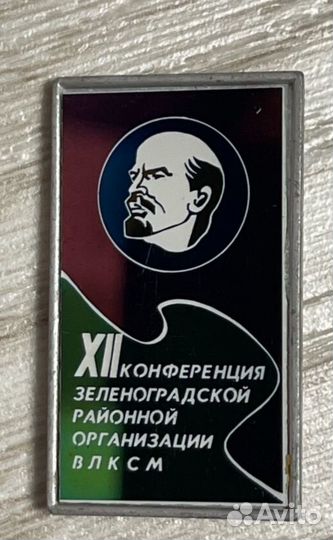 XII КОНФЕРЕНЦИЯ
ЗЕЛЕНОГРАДСКОЙ
РАЙОННОЙ
ОРГАНИЗАЦИИ
ВЛКСМ
Avito